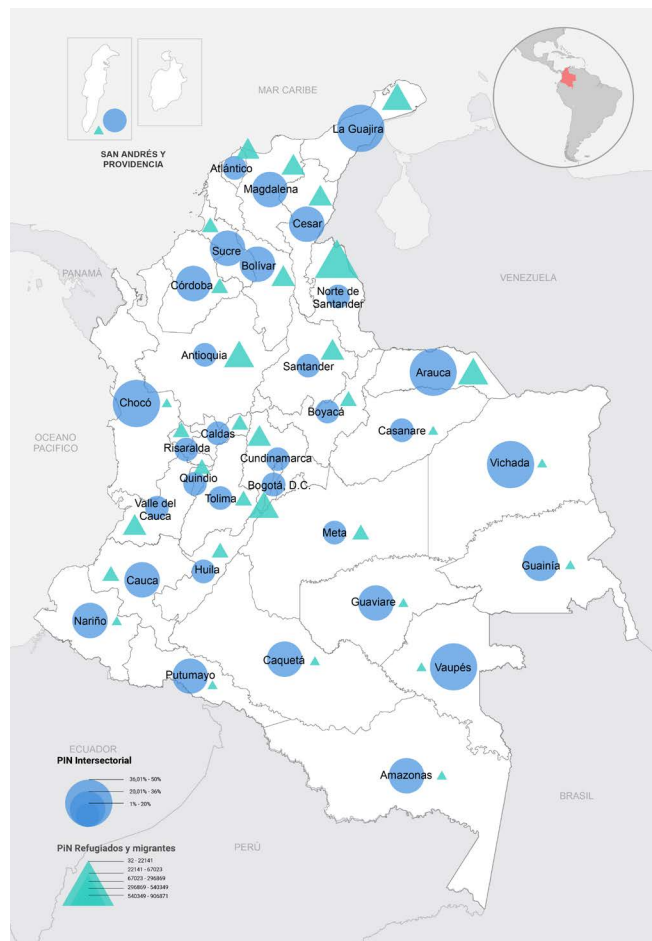 MAR CARIBE
SAN ANDRÉS Y
PROVIDENCIA
La Guajira
Atlántico
Magdalena
Cesar
Sucre
Bolívar
PANAMÁ
VENEZUELA
Córdoba
Norte de
Santander
Antioquia
Santander
Arauca
Chocó
Boyacá
Caldas
Casanare
OCEANO
PACIFICO
Risaralda
Cundinamarca
Vichada
Quindio
Bogotá, D.C.
Tolima
Valle del
Cauca
Meta
Guainía
Huila
Cauca
Guaviare
Nariño
Caquetá
Vaupés
Putumayo
ECUADOR
Amazonas
BRASIL
PERÚ
PIN Intersectorial
36,01% - 50%
20,01% - 36%
1% - 20%
PiN Refugiados y migrantes
32 - 22141
22141 - 67023
67023 - 296869
296869 - 540349
540349 - 906871